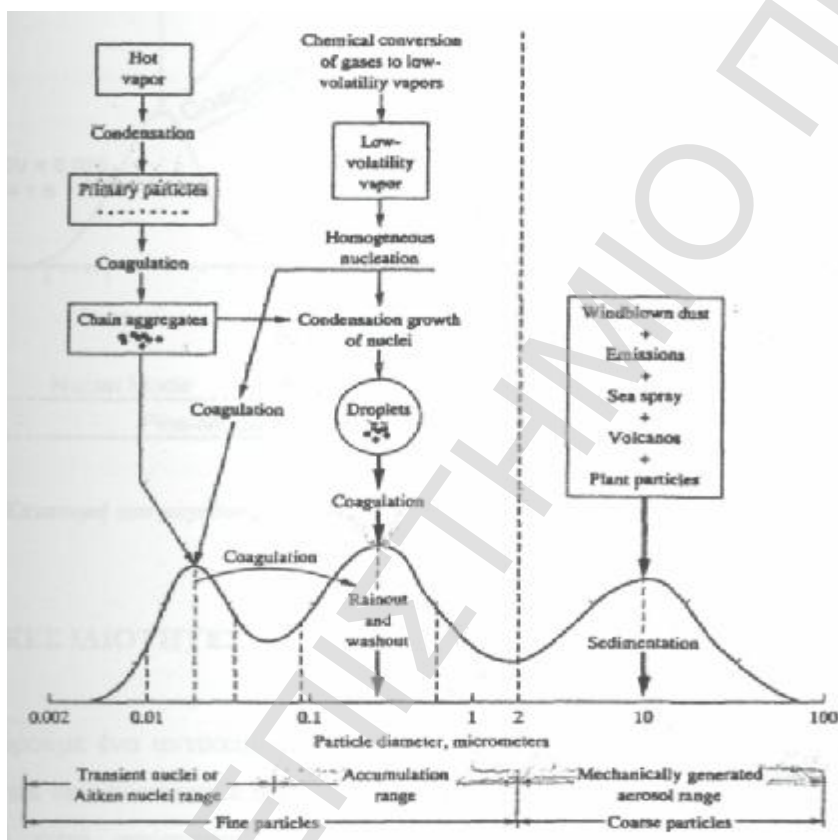 Hot
vapor
Condensation
Primary particles
Coagulation
Chain aggregates
Chemical conversion
of gases to low-
volatility vapors
Low-
volatility
vapor
Homogeneous
nucleation
Condensation growth
of nuclei
Coagulation
Droplets
Coagulation
Coagulation
Rainout
and
washout
Windblown dust
+
Emissions
+
Sea spray
+
Volcanos
+
Plant particles
Sedimentation
0.002 0.01 0.1 1 2 10 100
Particle diameter, micrometers
Transient nuclei or
Aitken nuclei range
Accumulation
range
Mechanically generated
aerosol range
Fine particles
Coarse particles